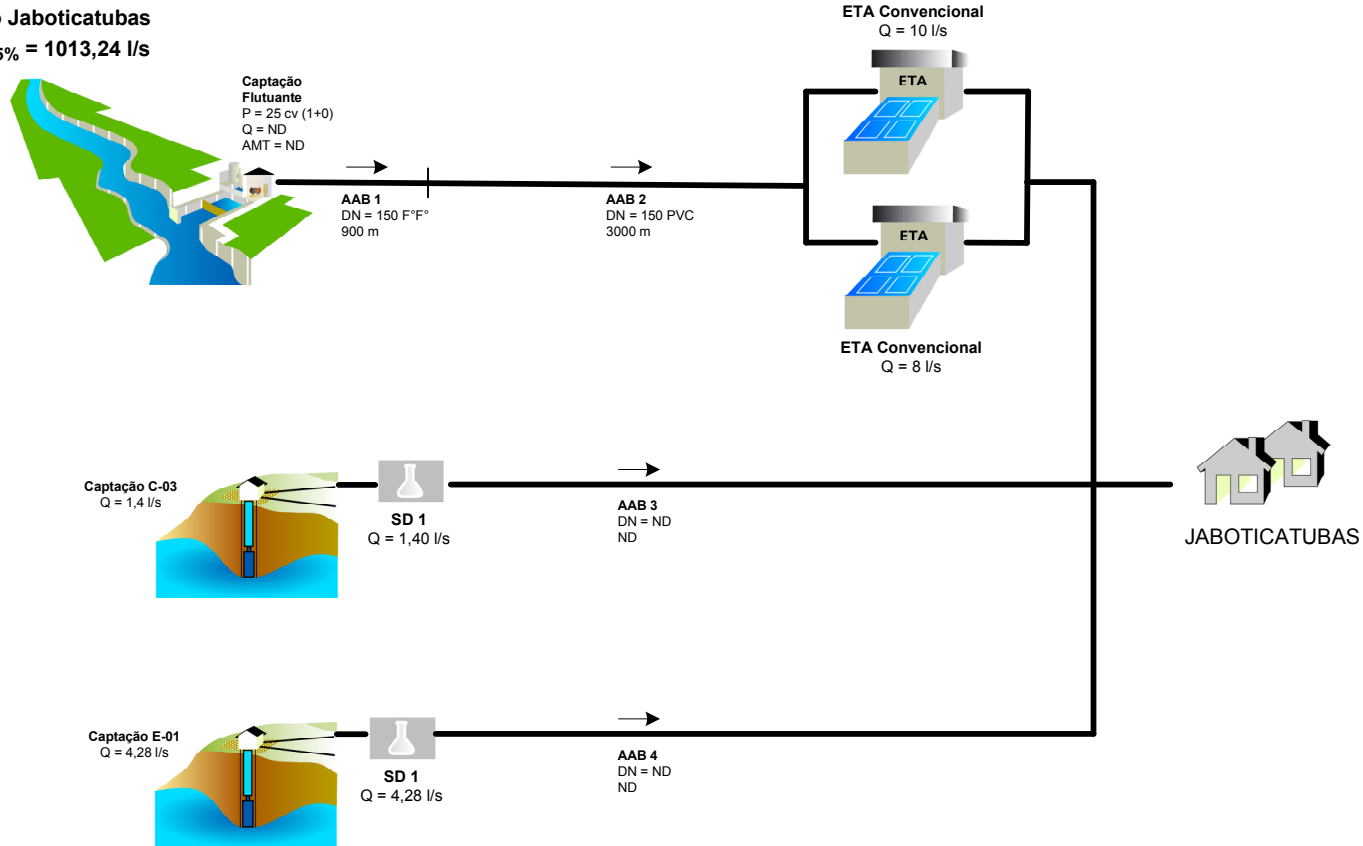 Jaboticatubas
5% = 1013,24 l/s
Captação
Flutuante
P = 25 cv (1+0)
Q = ND
AMT = ND
AAB 1
DN = 150 F°F°
900 m
AAB 2
DN = 150 PVC
3000 m
ETA Convencional
Q = 10 l/s
ETA
ETA
ETA Convencional
Q = 8 l/s
Captação C-03
Q = 1,4 l/s
SD 1
Q = 1,40 l/s
AAB 3
DN = ND
ND
JABOTICATUBAS
Captação E-01
Q = 4,28 l/s
SD 1
Q = 4,28 l/s
AAB 4
DN = ND
ND